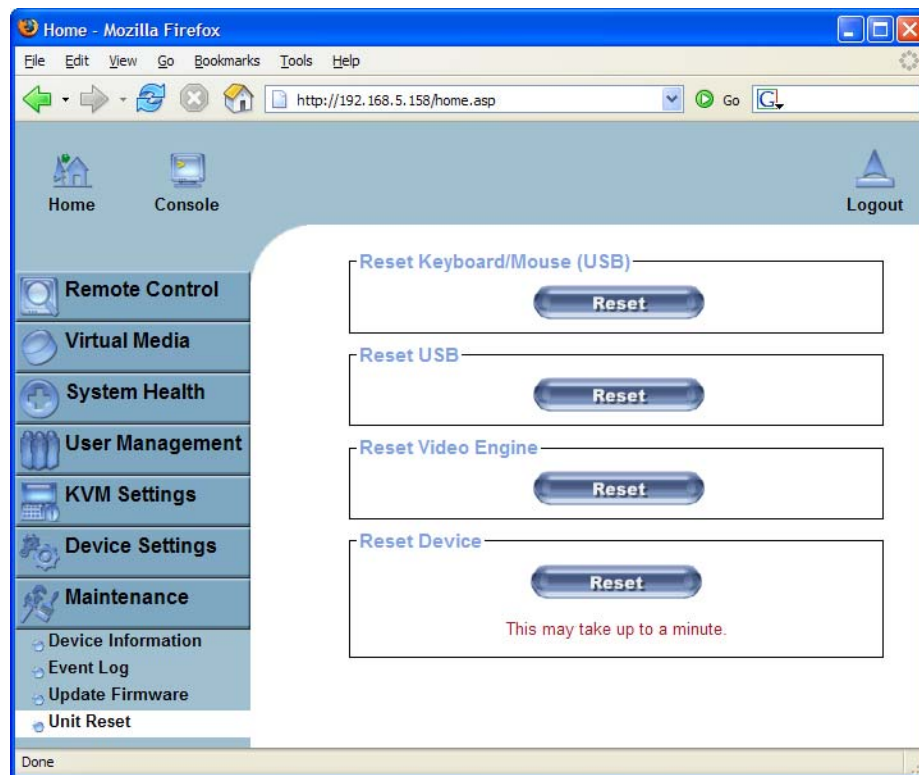 Home - Mozilla Firefox
File Edit View Go Bookmarks Tools Help
http://192.168.5.158/home.asp Go G
Home Console Logout
Remote Control
Virtual Media
System Health
User Management
KVM Settings
Device Settings
Maintenance
Device Information
Event Log
Update Firmware
Unit Reset
Reset Keyboard/Mouse (USB)
Reset
Reset USB
Reset
Reset Video Engine
Reset
Reset Device
Reset
This may take up to a minute.
Done